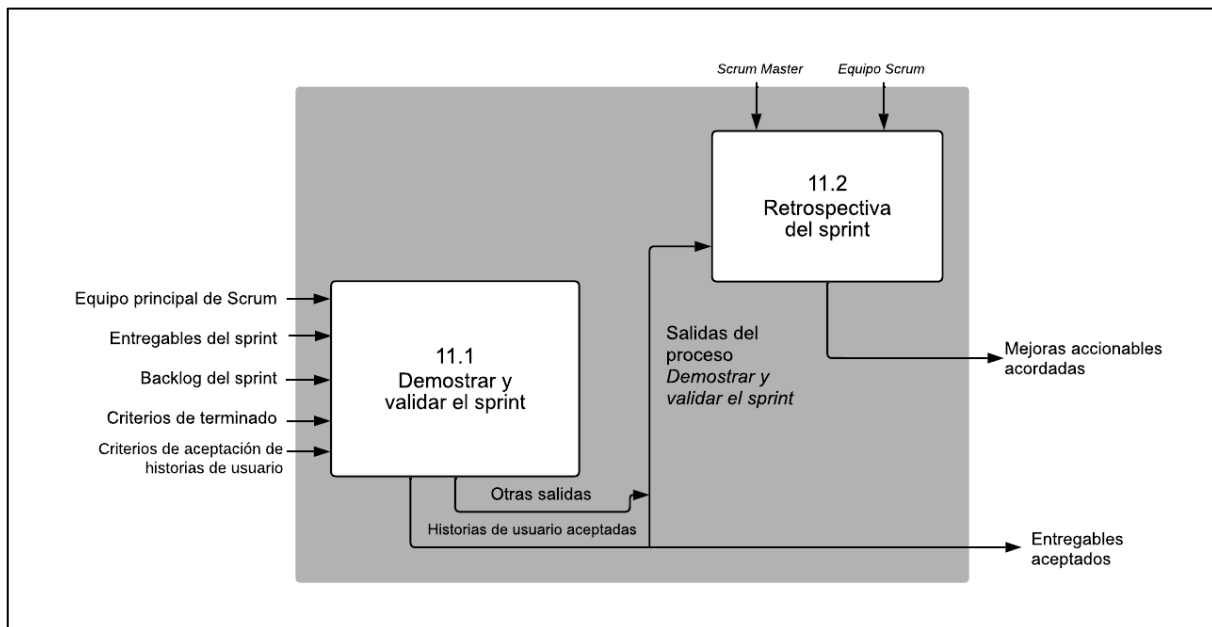 Scrum Master
Equipo Scrum
11.2
Retrospectiva
del sprint
Equipo principal de Scrum
Entregables del sprint
Backlog del sprint
Criterios de terminado
Criterios de aceptación de
historias de usuario
11.1
Demostrar y
validar el sprint
Salidas del
proceso
Demostrar y
validar el sprint
Mejoras accionables
acordadas
Otras salidas
Historias de usuario aceptadas
Entregables
aceptados